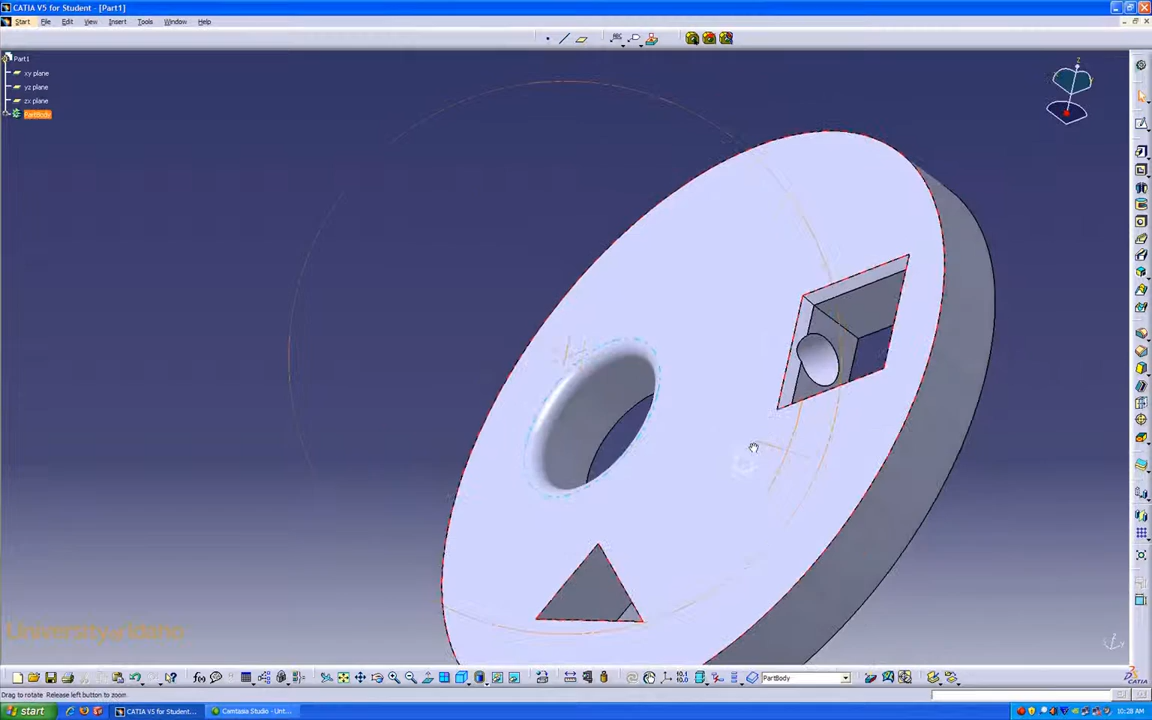 CATIA V5 for Student - [Part1]
Start File Edit View Insert Tools Window Help
Part1
xy plane
yz plane
zx plane
PartBody
University of Idaho
PartBody
Drag to rotate Release left button to zoom
CATIA
start CATIA V5 for Student... Camtasia Studio - Unt... 10:28 AM